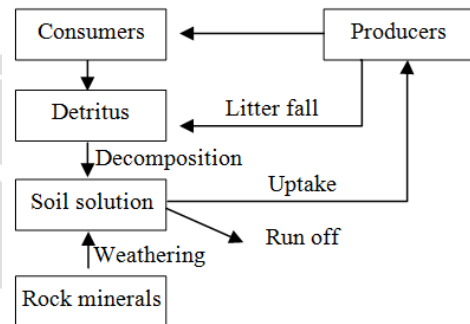 Consumers
Producers
Detritus
Litter fall
Decomposition
Uptake
Soil solution
Run off
Weathering
Rock minerals